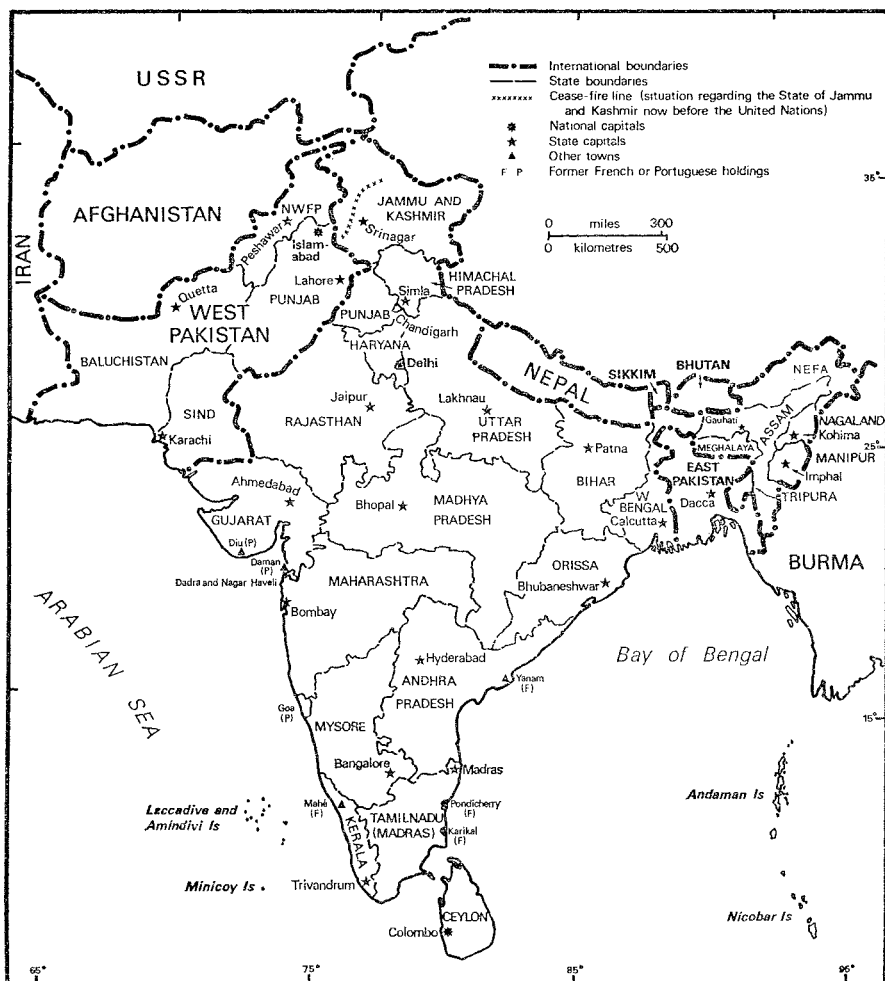 USSR
International boundaries
State boundaries
Cease-fire line (situation regarding the State of Jammu
and Kashmir now before the United Nations)
National capitals
State capitals
Other towns
F P Former French or Portuguese holdings
0 miles 300
0 kilometres 500
35°
AFGHANISTAN
IRAN
NWFP
Peshawar
Islam-
abad
JAMMU AND
KASHMIR
Srinagar
Quetta
Lahore
PUNJAB
WEST
PAKISTAN
HIMACHAL
PRADESH
Simla
PUNJAB
Chandigarh
HARYANA
Delhi
BALUCHISTAN
SIND
Karachi
NEPAL
SIKKIM
BHUTAN
NEFA
Jaipur
RAJASTHAN
Lakhnau
UTTAR
PRADESH
Gauhati
ASSAM
NAGALAND
Kohima
MEGHALAYA
25°
Patna
BIHAR
EAST
PAKISTAN
Dacca
MANIPUR
Imphal
TRIPURA
Ahmedabad
GUJARAT
Bhopal
MADHYA
PRADESH
W
BENGAL
Calcutta
Diu (P)
Daman
(P)
Dadra and Nagar Haveli
MAHARASHTRA
ORISSA
Bhubaneshwar
BURMA
Bombay
ARABIAN SEA
Hyderabad
ANDHRA
PRADESH
Yanam
(F)
Bay of Bengal
Goa
(P)
MYSORE
15°
Bangalore
Madras
Laccadive and
Amindivi Is
Mahé
(F)
KERALA
TAMILNADU
(MADRAS)
Pondicherry
(F)
Karikal
(F)
Andaman Is
Minicoy Is
Trivandrum
CEYLON
Colombo
Nicobar Is
65°
75°
85°
95°